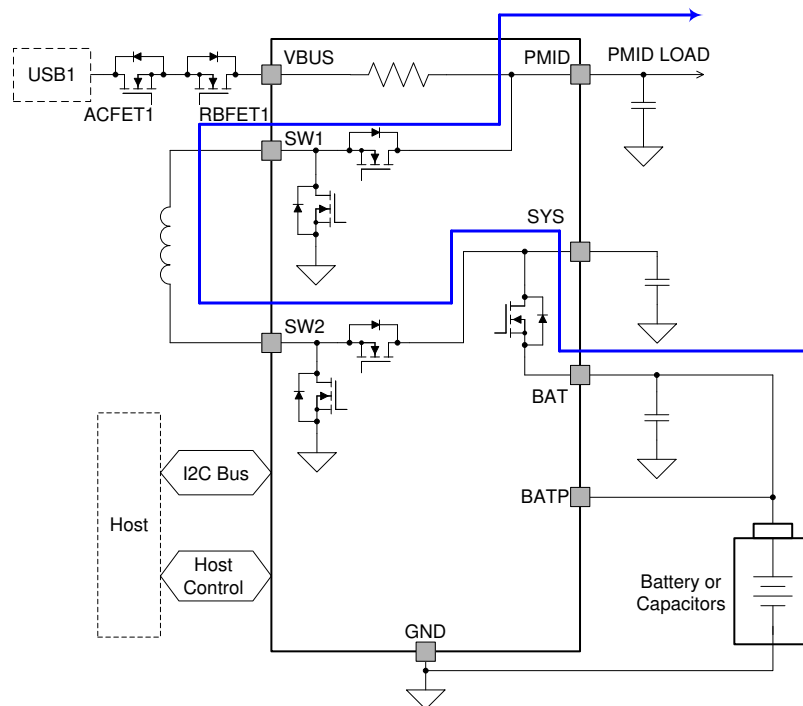 VBUS
PMID
PMID LOAD
USB1
ACFET1
RBFET1
SW1
SYS
SW2
BAT
I2C Bus
BATP
Host
Host
Control
Battery or
Capacitors
GND